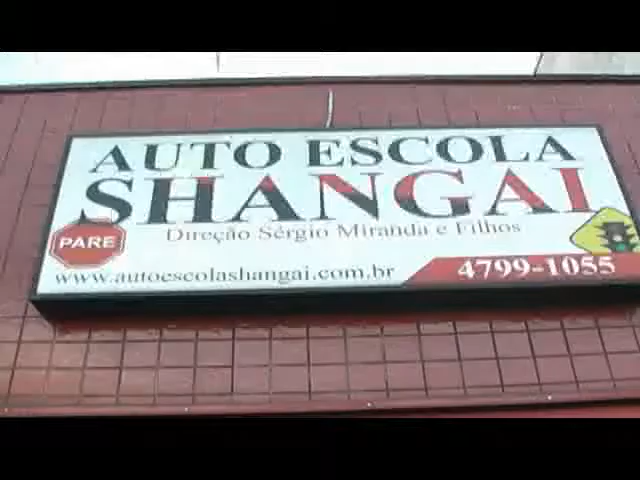 AUTO ESCOLA
SHANGAI
Direção Sérgio Miranda e Filhos
PARE
www.autoescolashangai.com.br
4799-1055